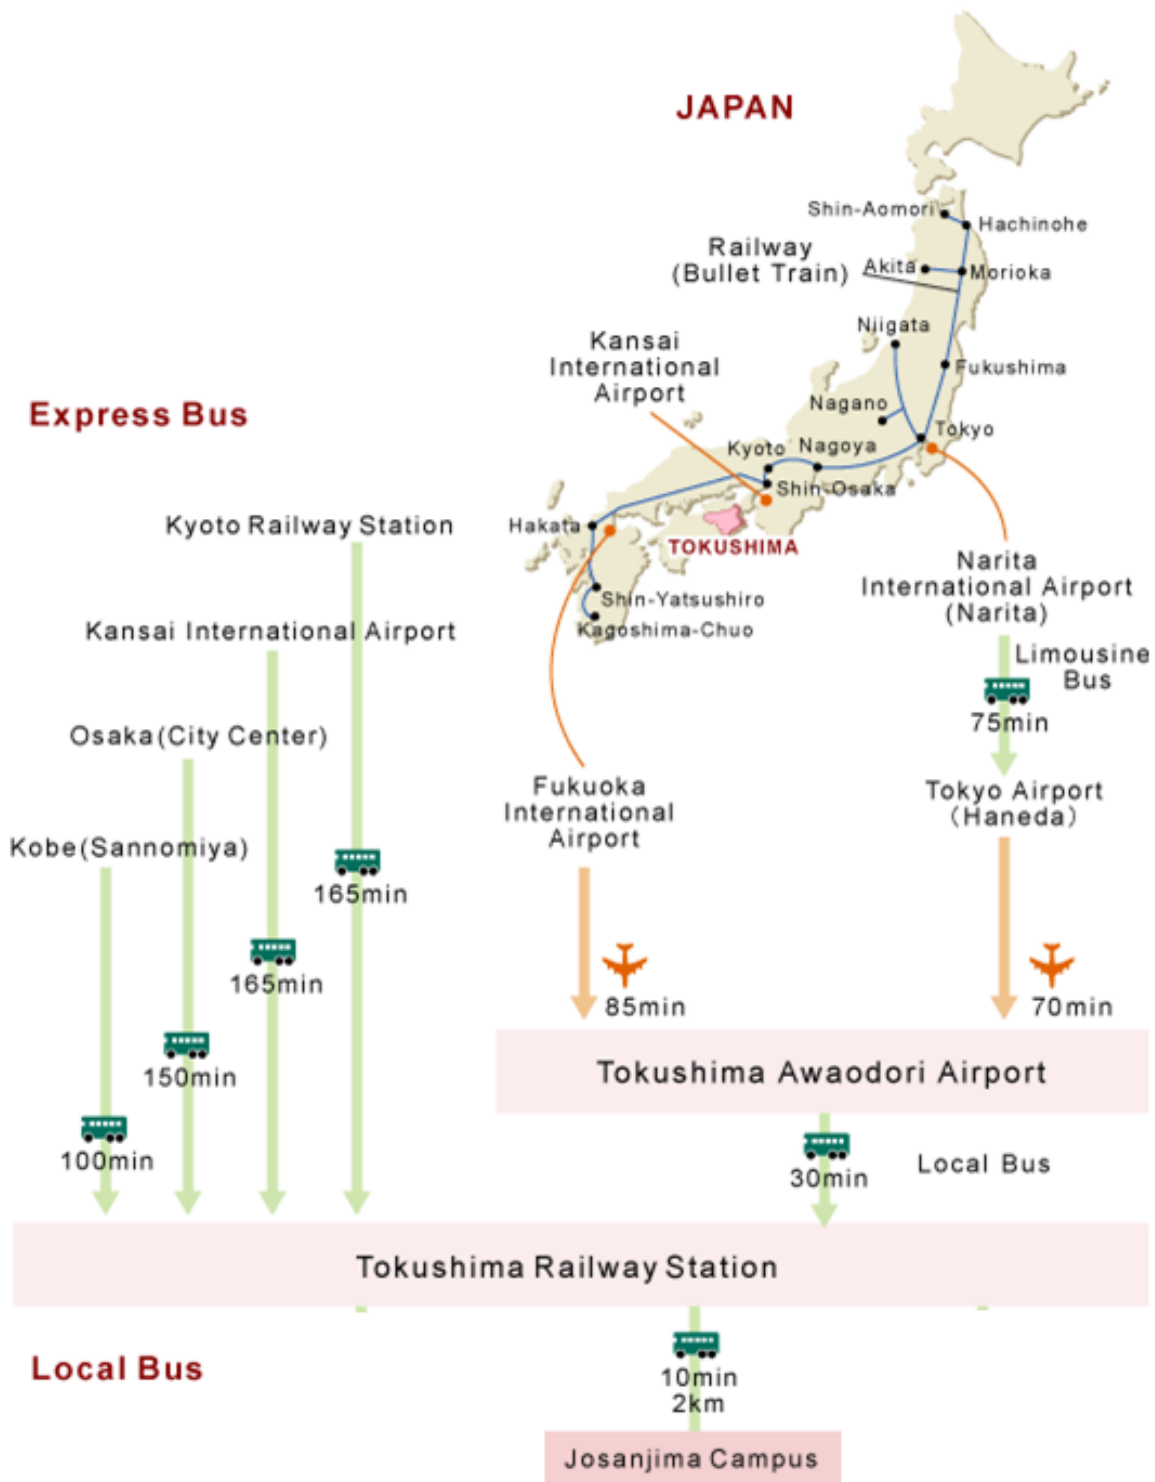 JAPAN
Shin-Aomori
Hachinohe
Railway
(Bullet Train)
Akita
Morioka
Niigata
Kansai
International
Airport
Fukushima
Nagano
Express Bus
Tokyo
Kyoto
Nagoya
Shin-Osaka
Kyoto Railway Station
Hakata
TOKUSHIMA
Narita
International Airport
(Narita)
Shin-Yatsushiro
Kagoshima-Chuo
Kansai International Airport
Limousine
Bus
75min
Osaka(City Center)
Fukuoka
International
Airport
Tokyo Airport
(Haneda)
Kobe(Sannomiya)
165min
165min
85min
70min
150min
Tokushima Awaodori Airport
100min
30min
Local Bus
Tokushima Railway Station
Local Bus
10min
2km
Josanjima Campus